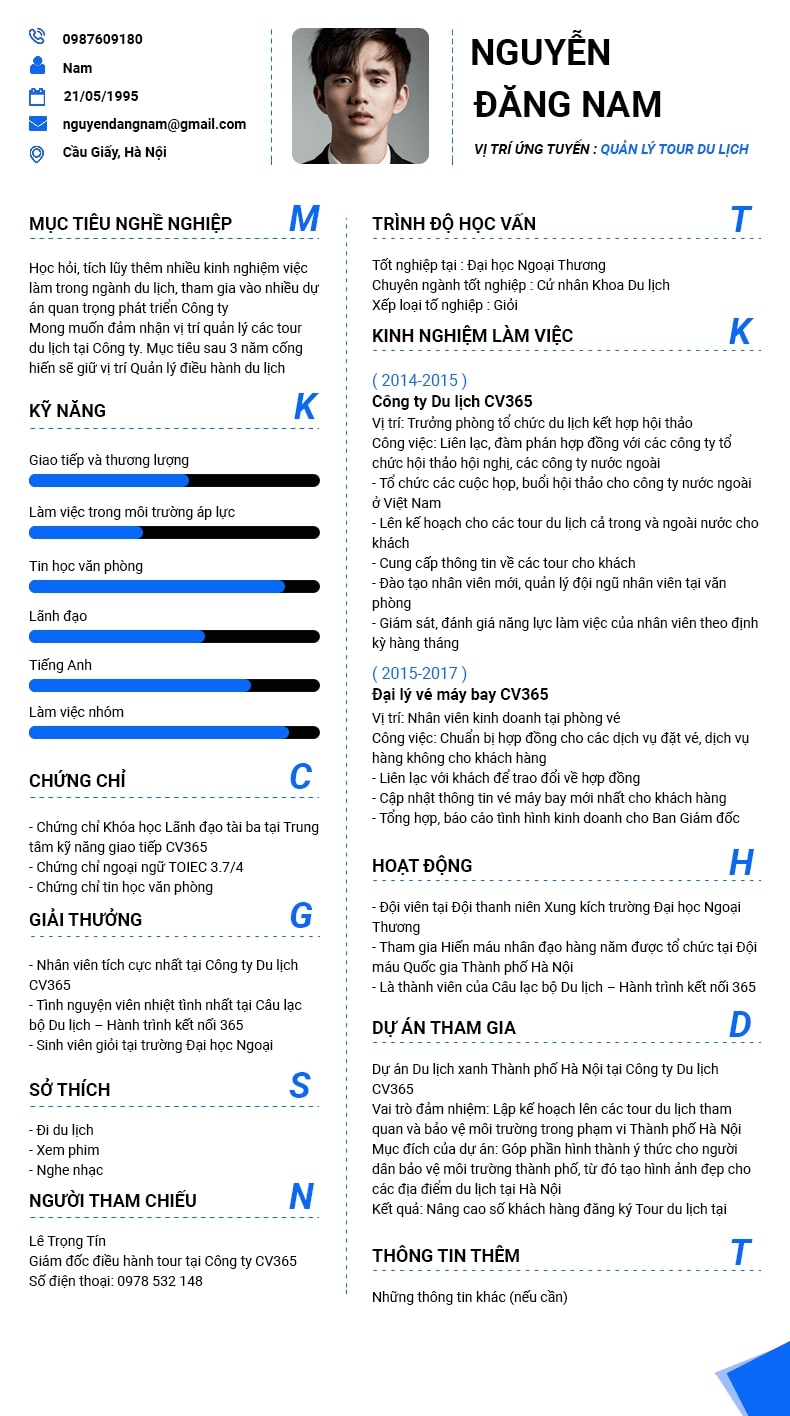 0987609180
Nam
21/05/1995
nguyendangnam@gmail.com
Cầu Giấy, Hà Nội
NGUYỄN
ĐĂNG NAM
VỊ TRÍ ỨNG TUYỂN : QUẢN LÝ TOUR DU LỊCH
MỤC TIÊU NGHỀ NGHIỆP M
Học hỏi, tích lũy thêm nhiều kinh nghiệm việc
làm trong ngành du lịch, tham gia vào nhiều dự
án quan trọng phát triển Công ty
Mong muốn đảm nhận vị trí quản lý các tour
du lịch tại Công ty. Mục tiêu sau 3 năm cống
hiến sẽ giữ vị trí Quản lý điều hành du lịch
KỸ NĂNG K
Giao tiếp và thương lượng
Làm việc trong môi trường áp lực
Tin học văn phòng
Lãnh đạo
Tiếng Anh
Làm việc nhóm
CHỨNG CHỈ C
- Chứng chỉ Khóa học Lãnh đạo tài ba tại Trung
tâm kỹ năng giao tiếp CV365
- Chứng chỉ ngoại ngữ TOIEC 3.7/4
- Chứng chỉ tin học văn phòng
GIẢI THƯỞNG G
- Nhân viên tích cực nhất tại Công ty Du lịch
CV365
- Tình nguyện viên nhiệt tình nhất tại Câu lạc
bộ Du lịch – Hành trình kết nối 365
- Sinh viên giỏi tại trường Đại học Ngoại
SỞ THÍCH S
- Đi du lịch
- Xem phim
- Nghe nhạc
NGƯỜI THAM CHIẾU N
Lê Trọng Tín
Giám đốc điều hành tour tại Công ty CV365
Số điện thoại: 0978 532 148
TRÌNH ĐỘ HỌC VẤN T
Tốt nghiệp tại : Đại học Ngoại Thương
Chuyên ngành tốt nghiệp : Cử nhân Khoa Du lịch
Xếp loại tố nghiệp : Giỏi
KINH NGHIỆM LÀM VIỆC K
( 2014-2015 )
Công ty Du lịch CV365
Vị trí: Trưởng phòng tổ chức du lịch kết hợp hội thảo
Công việc: Liên lạc, đàm phán hợp đồng với các công ty tổ
chức hội thảo hội nghị, các công ty nước ngoài
- Tổ chức các cuộc họp, buổi hội thảo cho công ty nước ngoài
ở Việt Nam
- Lên kế hoạch cho các tour du lịch cả trong và ngoài nước cho
khách
- Cung cấp thông tin về các tour cho khách
- Đào tạo nhân viên mới, quản lý đội ngũ nhân viên tại văn
phòng
- Giám sát, đánh giá năng lực làm việc của nhân viên theo định
kỳ hàng tháng
( 2015-2017 )
Đại lý vé máy bay CV365
Vị trí: Nhân viên kinh doanh tại phòng vé
Công việc: Chuẩn bị hợp đồng cho các dịch vụ đặt vé, dịch vụ
hàng không cho khách hàng
- Liên lạc với khách để trao đổi về hợp đồng
- Cập nhật thông tin vé máy bay mới nhất cho khách hàng
- Tổng hợp, báo cáo tình hình kinh doanh cho Ban Giám đốc
HOẠT ĐỘNG H
- Đội viên tại Đội thanh niên Xung kích trường Đại học Ngoại
Thương
- Tham gia Hiến máu nhân đạo hàng năm được tổ chức tại Đội
máu Quốc gia Thành phố Hà Nội
- Là thành viên của Câu lạc bộ Du lịch – Hành trình kết nối 365
DỰ ÁN THAM GIA D
Dự án Du lịch xanh Thành phố Hà Nội tại Công ty Du lịch
CV365
Vai trò đảm nhiệm: Lập kế hoạch lên các tour du lịch tham
quan và bảo vệ môi trường trong phạm vi Thành phố Hà Nội
Mục đích của dự án: Góp phần hình thành ý thức cho người
dân bảo vệ môi trường thành phố, từ đó tạo hình ảnh đẹp cho
các địa điểm du lịch tại Hà Nội
Kết quả: Nâng cao số khách hàng đăng ký Tour du lịch tại
THÔNG TIN THÊM T
Những thông tin khác (nếu cần)